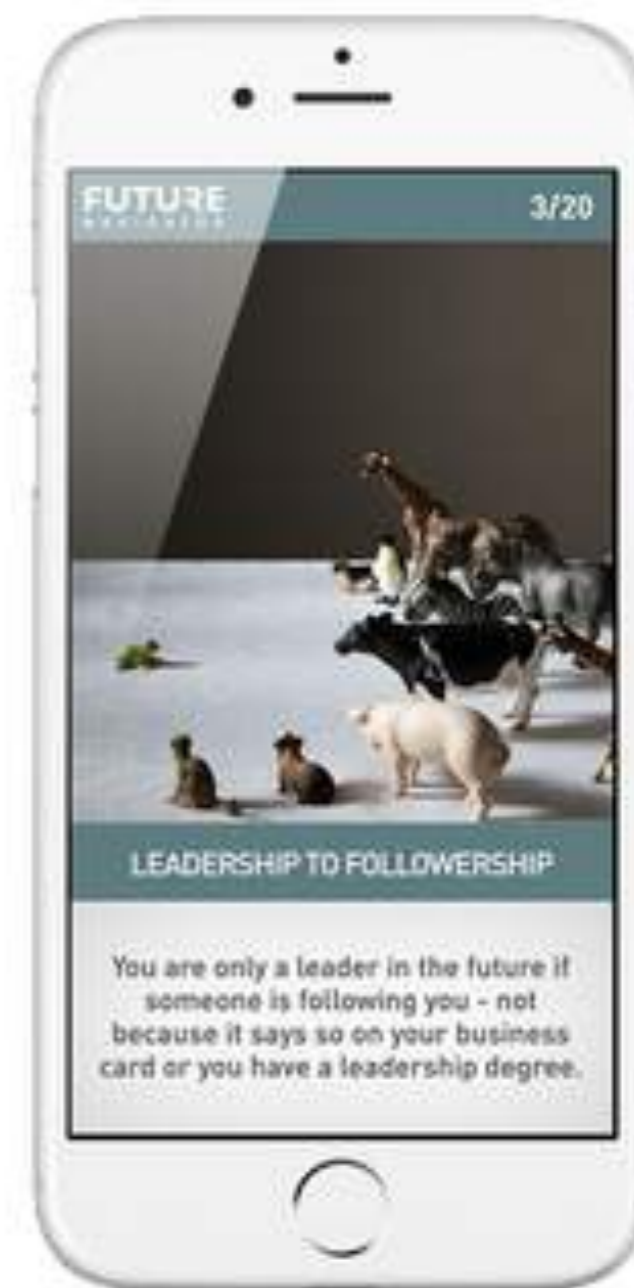 FUTURE
3/20
LEADERSHIP TO FOLLOWERSHIP
You are only a leader in the future if
someone is following you - not
because it says so on your business
card or you have a leadership degree.